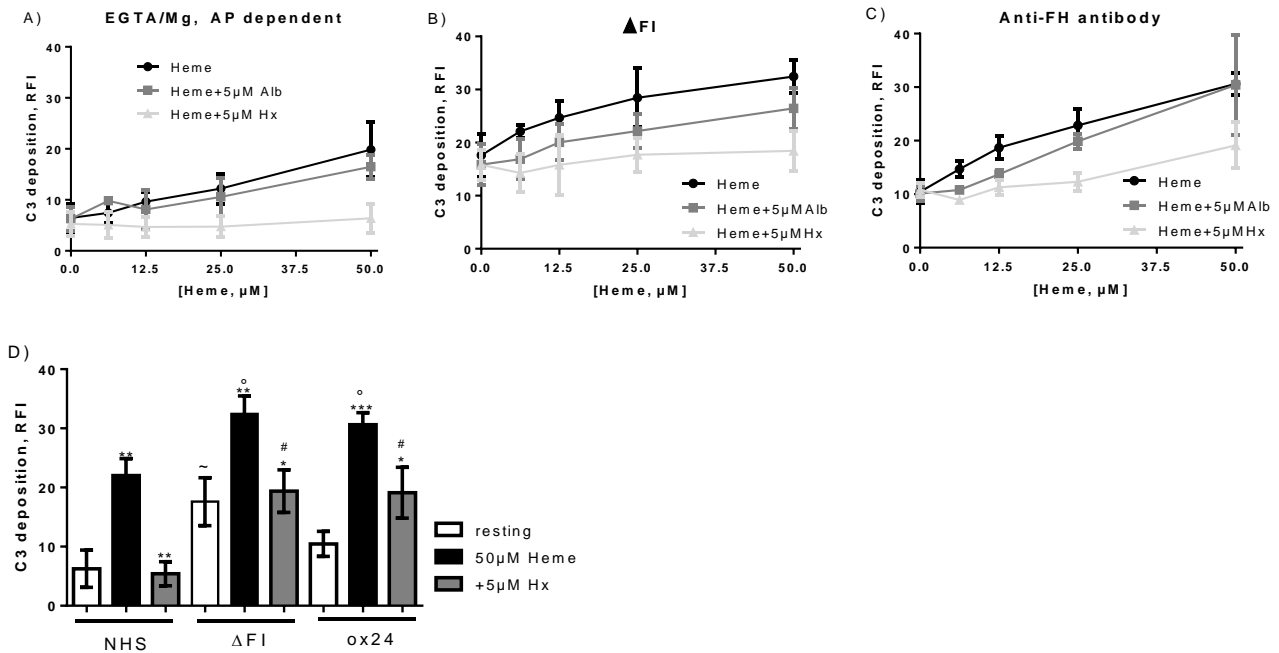 A)
EGTA/Mg, AP dependent
C3 deposition, RFI
40
30
20
10
0
Heme
Heme+5µM Alb
Heme+5µM Hx
0.0 12.5 25.0 37.5 50.0
[Heme, µM]
B)
▲FI
C3 deposition, RFI
40
30
20
10
0
Heme
Heme+5µMAlb
Heme+5µMHx
0.0 12.5 25.0 37.5 50.0
[Heme, µM]
C)
Anti-FH antibody
C3 deposition, RFI
40
30
20
10
0
Heme
Heme+5µMAlb
Heme+5µMHx
0.0 12.5 25.0 37.5 50.0
[Heme, µM]
D)
C3 deposition, RFI
40
30
20
10
0
**
**
~
°
**
#
*
°
***
#
*
resting
50µM Heme
+5µM Hx
NHS ΔFI ox24